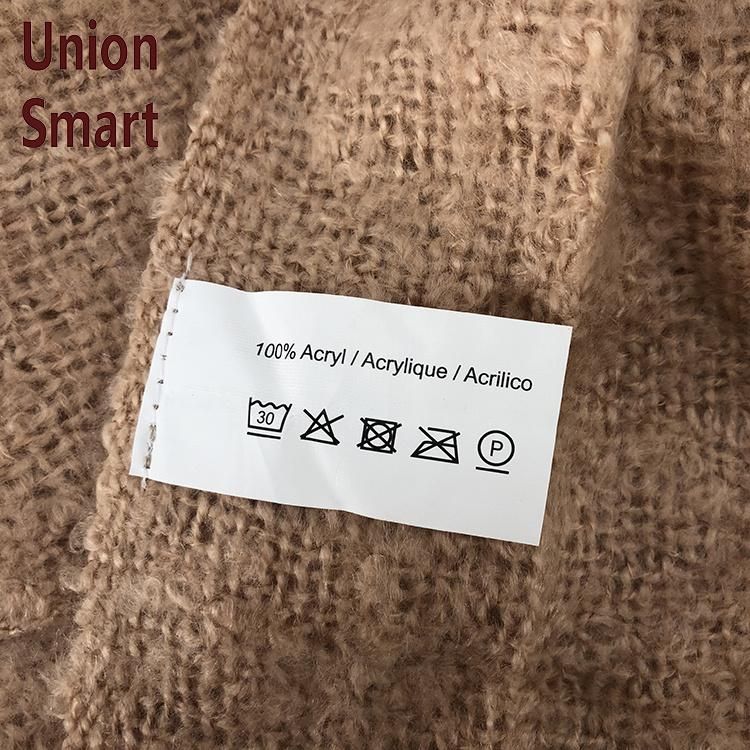 Union
Smart
100% Acryl / Acrylique / Acrilico
30
P